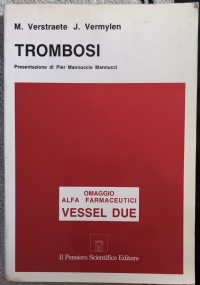 M. Verstraete J. Vermylen
TROMBOSI
Presentazione di Pier Mannuccio Mannucci
OMAGGIO
ALFA FARMACEUTICI
VESSEL DUE
Il Pensiero Scientifico Editore